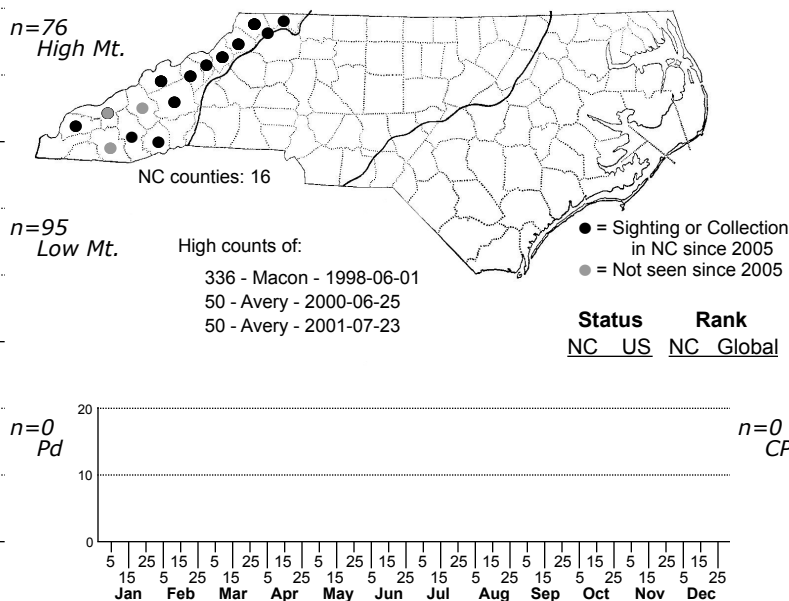 n=76
High Mt.
NC counties: 16
n=95
Low Mt.
High counts of:
336 - Macon - 1998-06-01
50 - Avery - 2000-06-25
50 - Avery - 2001-07-23
● = Sighting or Collection
in NC since 2005
● = Not seen since 2005
Status Rank
NC US NC Global
n=0
Pd
20
10
0
n=0
CP
5 25 15 5 25 15 5 25 15 5 25 15 5 25 15 5 25 15
15 5 25 15 5 25 15 5 25 15 5 25 15 5 25 15 5 25
Jan Feb Mar Apr May Jun Jul Aug Sep Oct Nov Dec